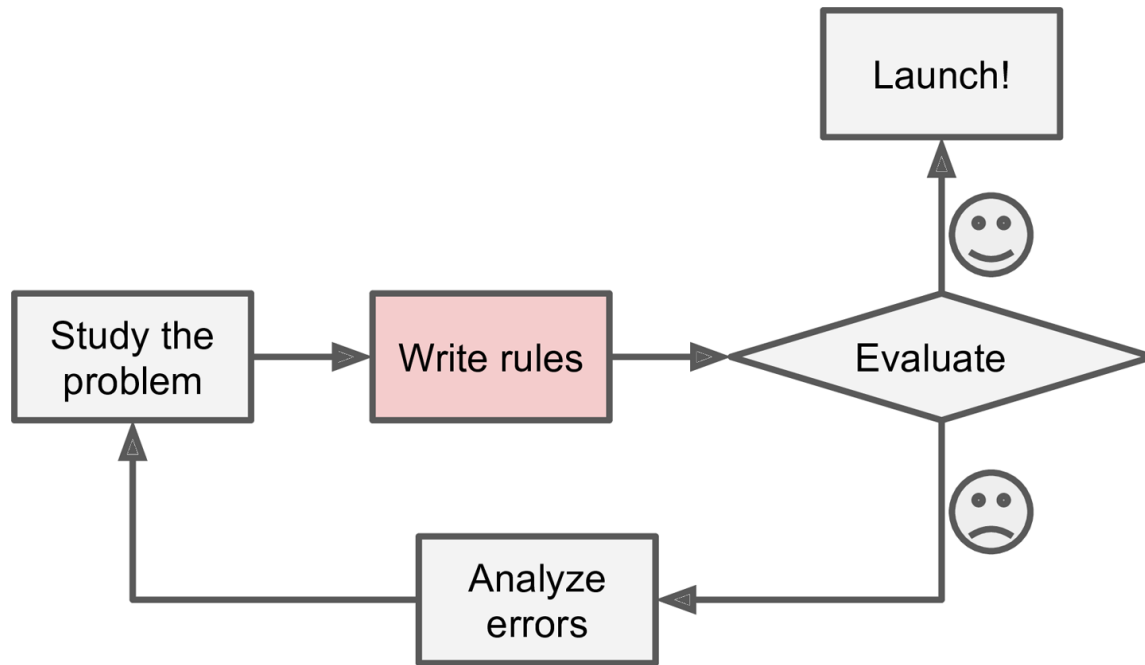 Launch!
Study the
problem
Write rules
Evaluate
Analyze
errors